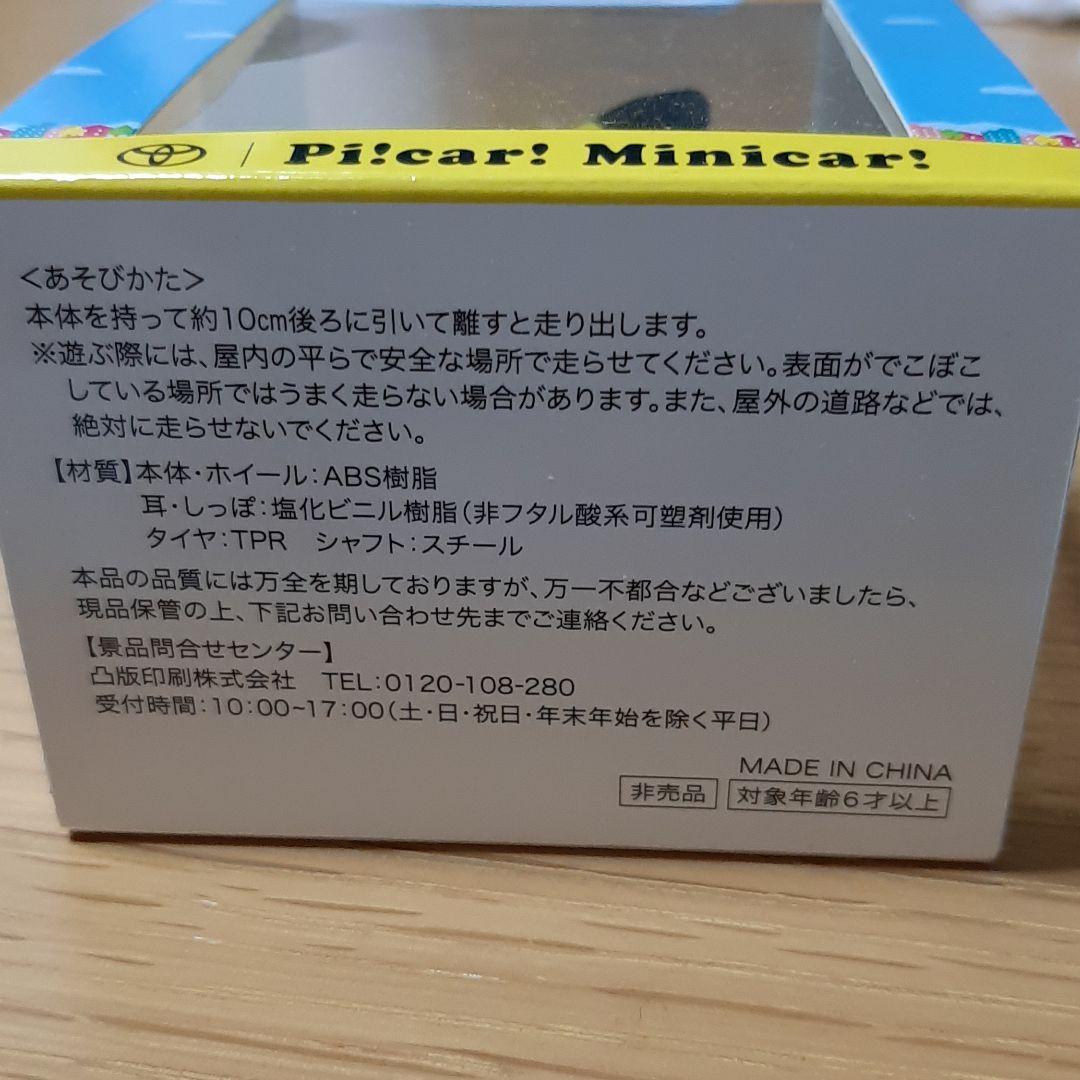 / Pi!car! Minicar!
＜あそびかた＞
本体を持って約10cm後ろに引いて離すと走り出します。
※遊ぶ際には、屋内の平らで安全な場所で走らせてください。表面がでこぼこ
している場所ではうまく走らない場合があります。また、屋外の道路などでは、
絶対に走らせないでください。
【材質】本体・ホイール：ABS樹脂
耳・しっぽ：塩化ビニル樹脂（非フタル酸系可塑剤使用）
タイヤ：TPR　シャフト：スチール
本品の品質には万全を期しておりますが、万一不都合などございましたら、
現品保管の上、下記お問い合わせ先までご連絡ください。
【景品問合せセンター】
凸版印刷株式会社　TEL：0120-108-280
受付時間：10：00~17：00（土・日・祝日・年末年始を除く平日）
MADE IN CHINA
非売品 対象年齢6才以上